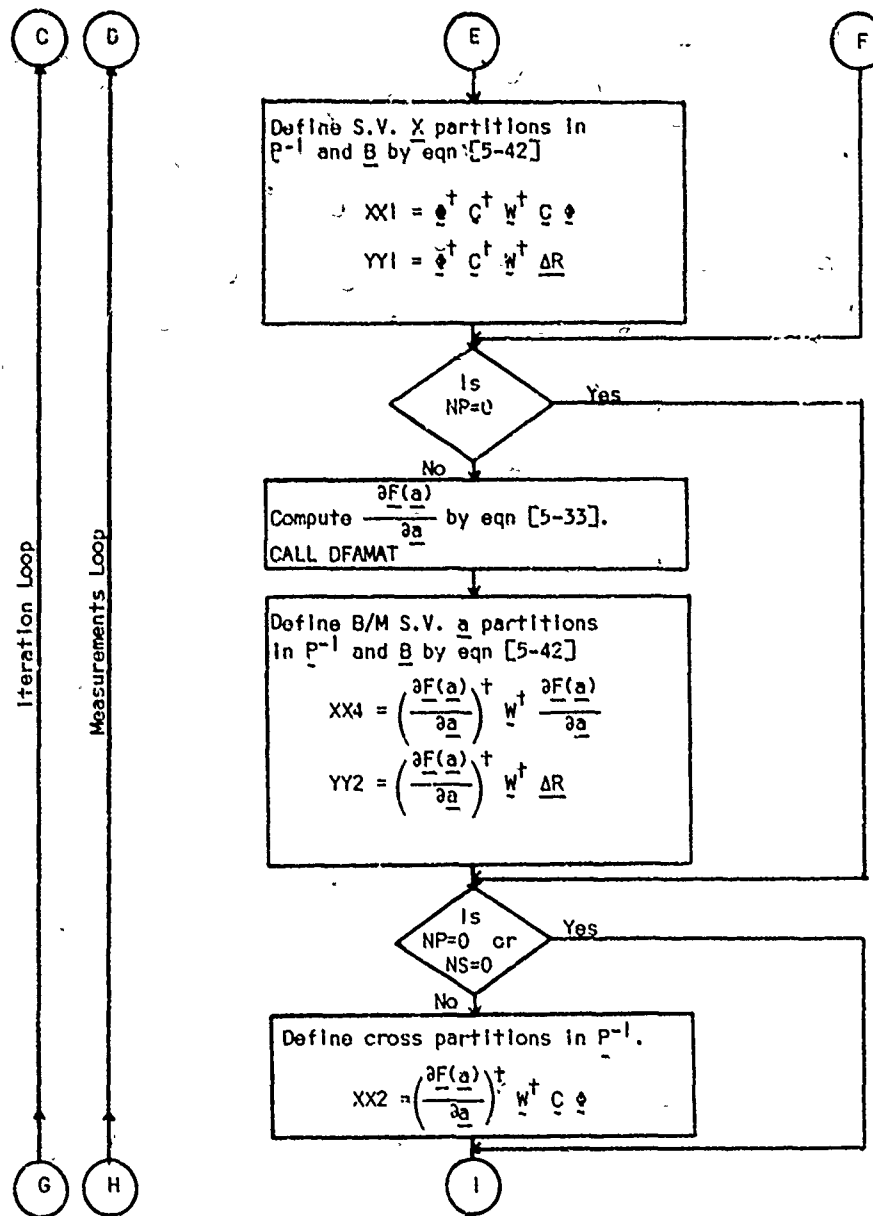 C D E F
Define S.V. X partitions in
P⁻¹ and B by eqn [5-42]
XX1 = Φ† C† W† C Φ
YY1 = Φ† C† W† ΔR
Is
NP=0
Yes
No
Compute ∂F(a)/∂a by eqn [5-33].
CALL DFAMAT
Define B/M S.V. a partitions
in P⁻¹ and B by eqn [5-42]
XX4 = (∂F(a)/∂a)† W† ∂F(a)/∂a
YY2 = (∂F(a)/∂a)† W† ΔR
Is
NP=0 or
NS=0
Yes
No
Define cross partitions in P⁻¹.
XX2 = (∂F(a)/∂a)† W† C Φ
Iteration Loop
Measurements Loop
G H I